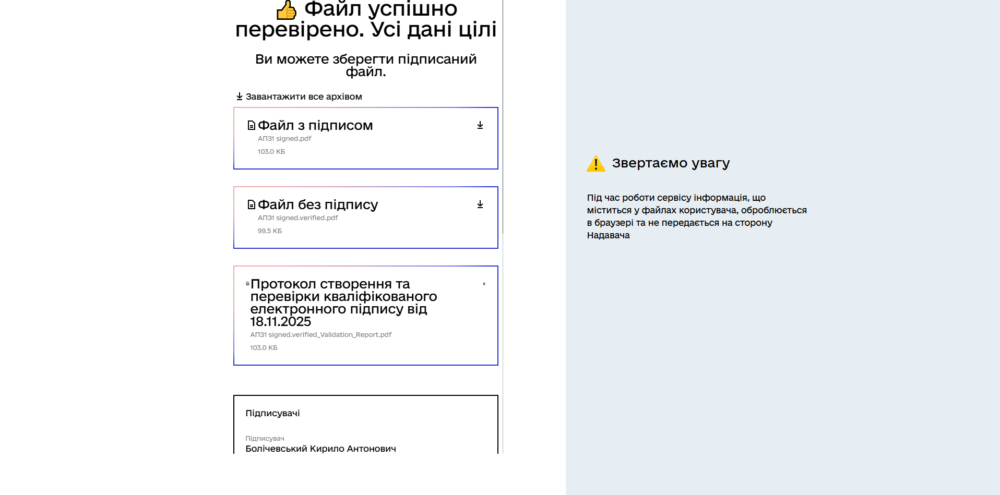 Файл успішно
перевірено. Усі дані цілі
Ви можете зберегти підписаний
файл.
Завантажити все архівом
Файл з підписом
АПЗ1 signed.pdf
103.0 КБ
Файл без підпису
АПЗ1 signed.verified.pdf
99.5 КБ
Протокол створення та
перевірки кваліфікованого
електронного підпису від
18.11.2025
АПЗ1 signed.verified_Validation_Report.pdf
103.0 КБ
Підписувачі
Підписувач
Болічевський Кирило Антонович
Звертаємо увагу
Під час роботи сервісу інформація, що
міститься у файлах користувача, оброблюється
в браузері та не передається на сторону
Надавача